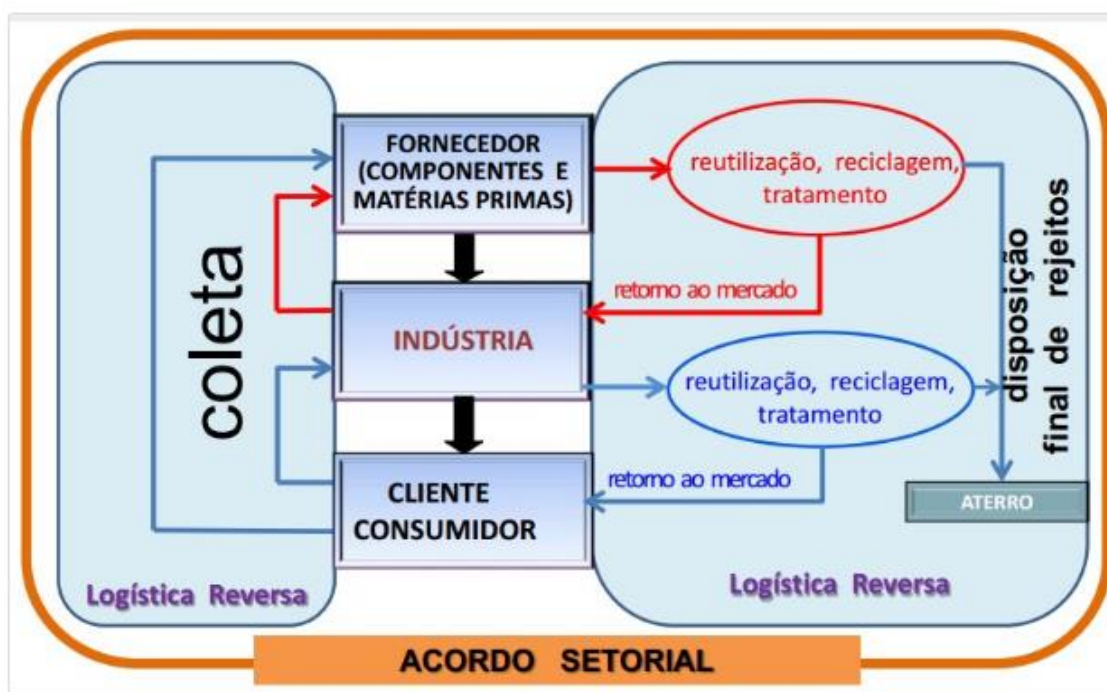 coleta
Logística Reversa
FORNECEDOR
(COMPONENTES E
MATÉRIAS PRIMAS)
INDÚSTRIA
CLIENTE
CONSUMIDOR
reutilização, reciclagem,
tratamento
retorno ao mercado
reutilização, reciclagem,
tratamento
retorno ao mercado
disposição
final de rejeitos
ATERRO
Logística Reversa
ACORDO SETORIAL